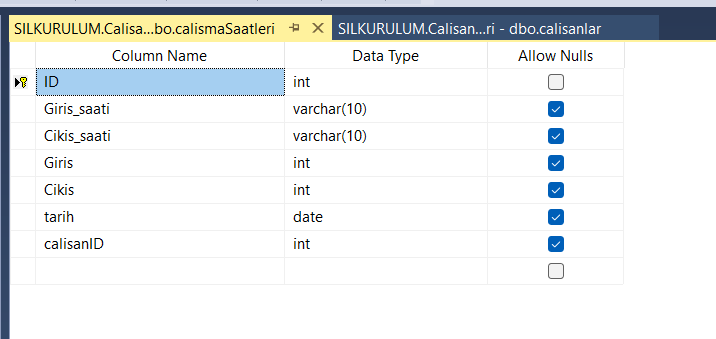 SILKURULUM.Calisa...bo.calismaSaatleri SILKURULUM.Calisan...ri - dbo.calisanlar
Column Name Data Type Allow Nulls
ID int
Giris_saati varchar(10)
Cikis_saati varchar(10)
Giris int
Cikis int
tarih date
calisanID int